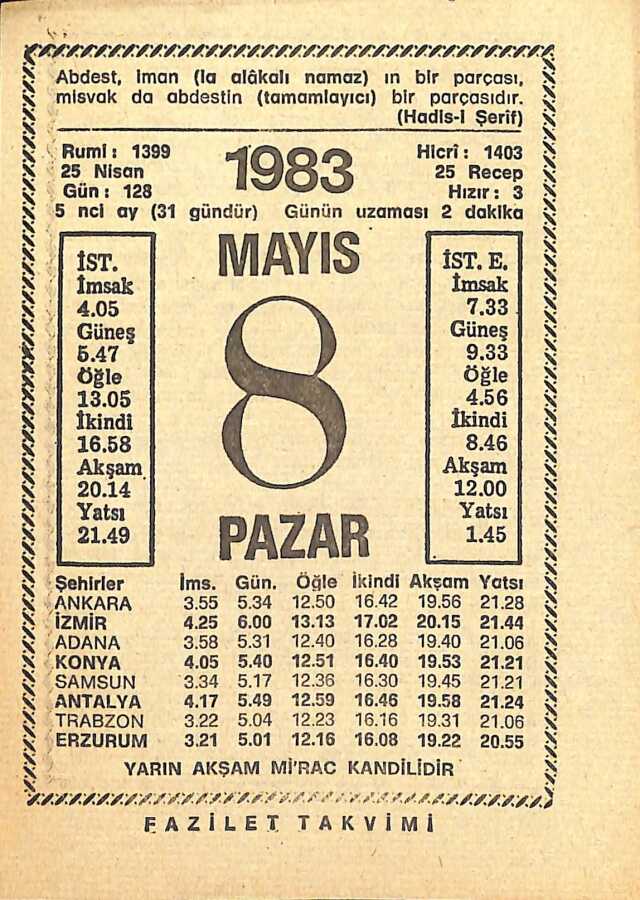 Abdest, iman (la alâkalı namaz) ın bir parçası,
misvak da abdestin (tamamlayıcı) bir parçasıdır.
(Hadis-i Şerif)
Rumi: 1399
25 Nisan
Gün: 128
1983
Hicrî: 1403
25 Recep
Hızır: 3
5 nci ay (31 gündür) Günün uzaması 2 dakika
MAYIS
8
PAZAR
İST.
İmsak
4.05
Güneş
5.47
Öğle
13.05
İkindi
16.58
Akşam
20.14
Yatsı
21.49
İST. E.
İmsak
7.33
Güneş
9.33
Öğle
4.56
İkindi
8.46
Akşam
12.00
Yatsı
1.45
Şehirler İms. Gün. Öğle İkindi Akşam Yatsı
ANKARA 3.55 5.34 12.50 16.42 19.56 21.28
İZMİR 4.25 6.00 13.13 17.02 20.15 21.44
ADANA 3.58 5.31 12.40 16.28 19.40 21.06
KONYA 4.05 5.40 12.51 16.40 19.53 21.21
SAMSUN 3.34 5.17 12.36 16.30 19.45 21.21
ANTALYA 4.17 5.49 12.59 16.46 19.58 21.24
TRABZON 3.22 5.04 12.23 16.16 19.31 21.06
ERZURUM 3.21 5.01 12.16 16.08 19.22 20.55
YARIN AKŞAM Mİ'RAC KANDİLİDİR
FAZİLET TAKVİMİ